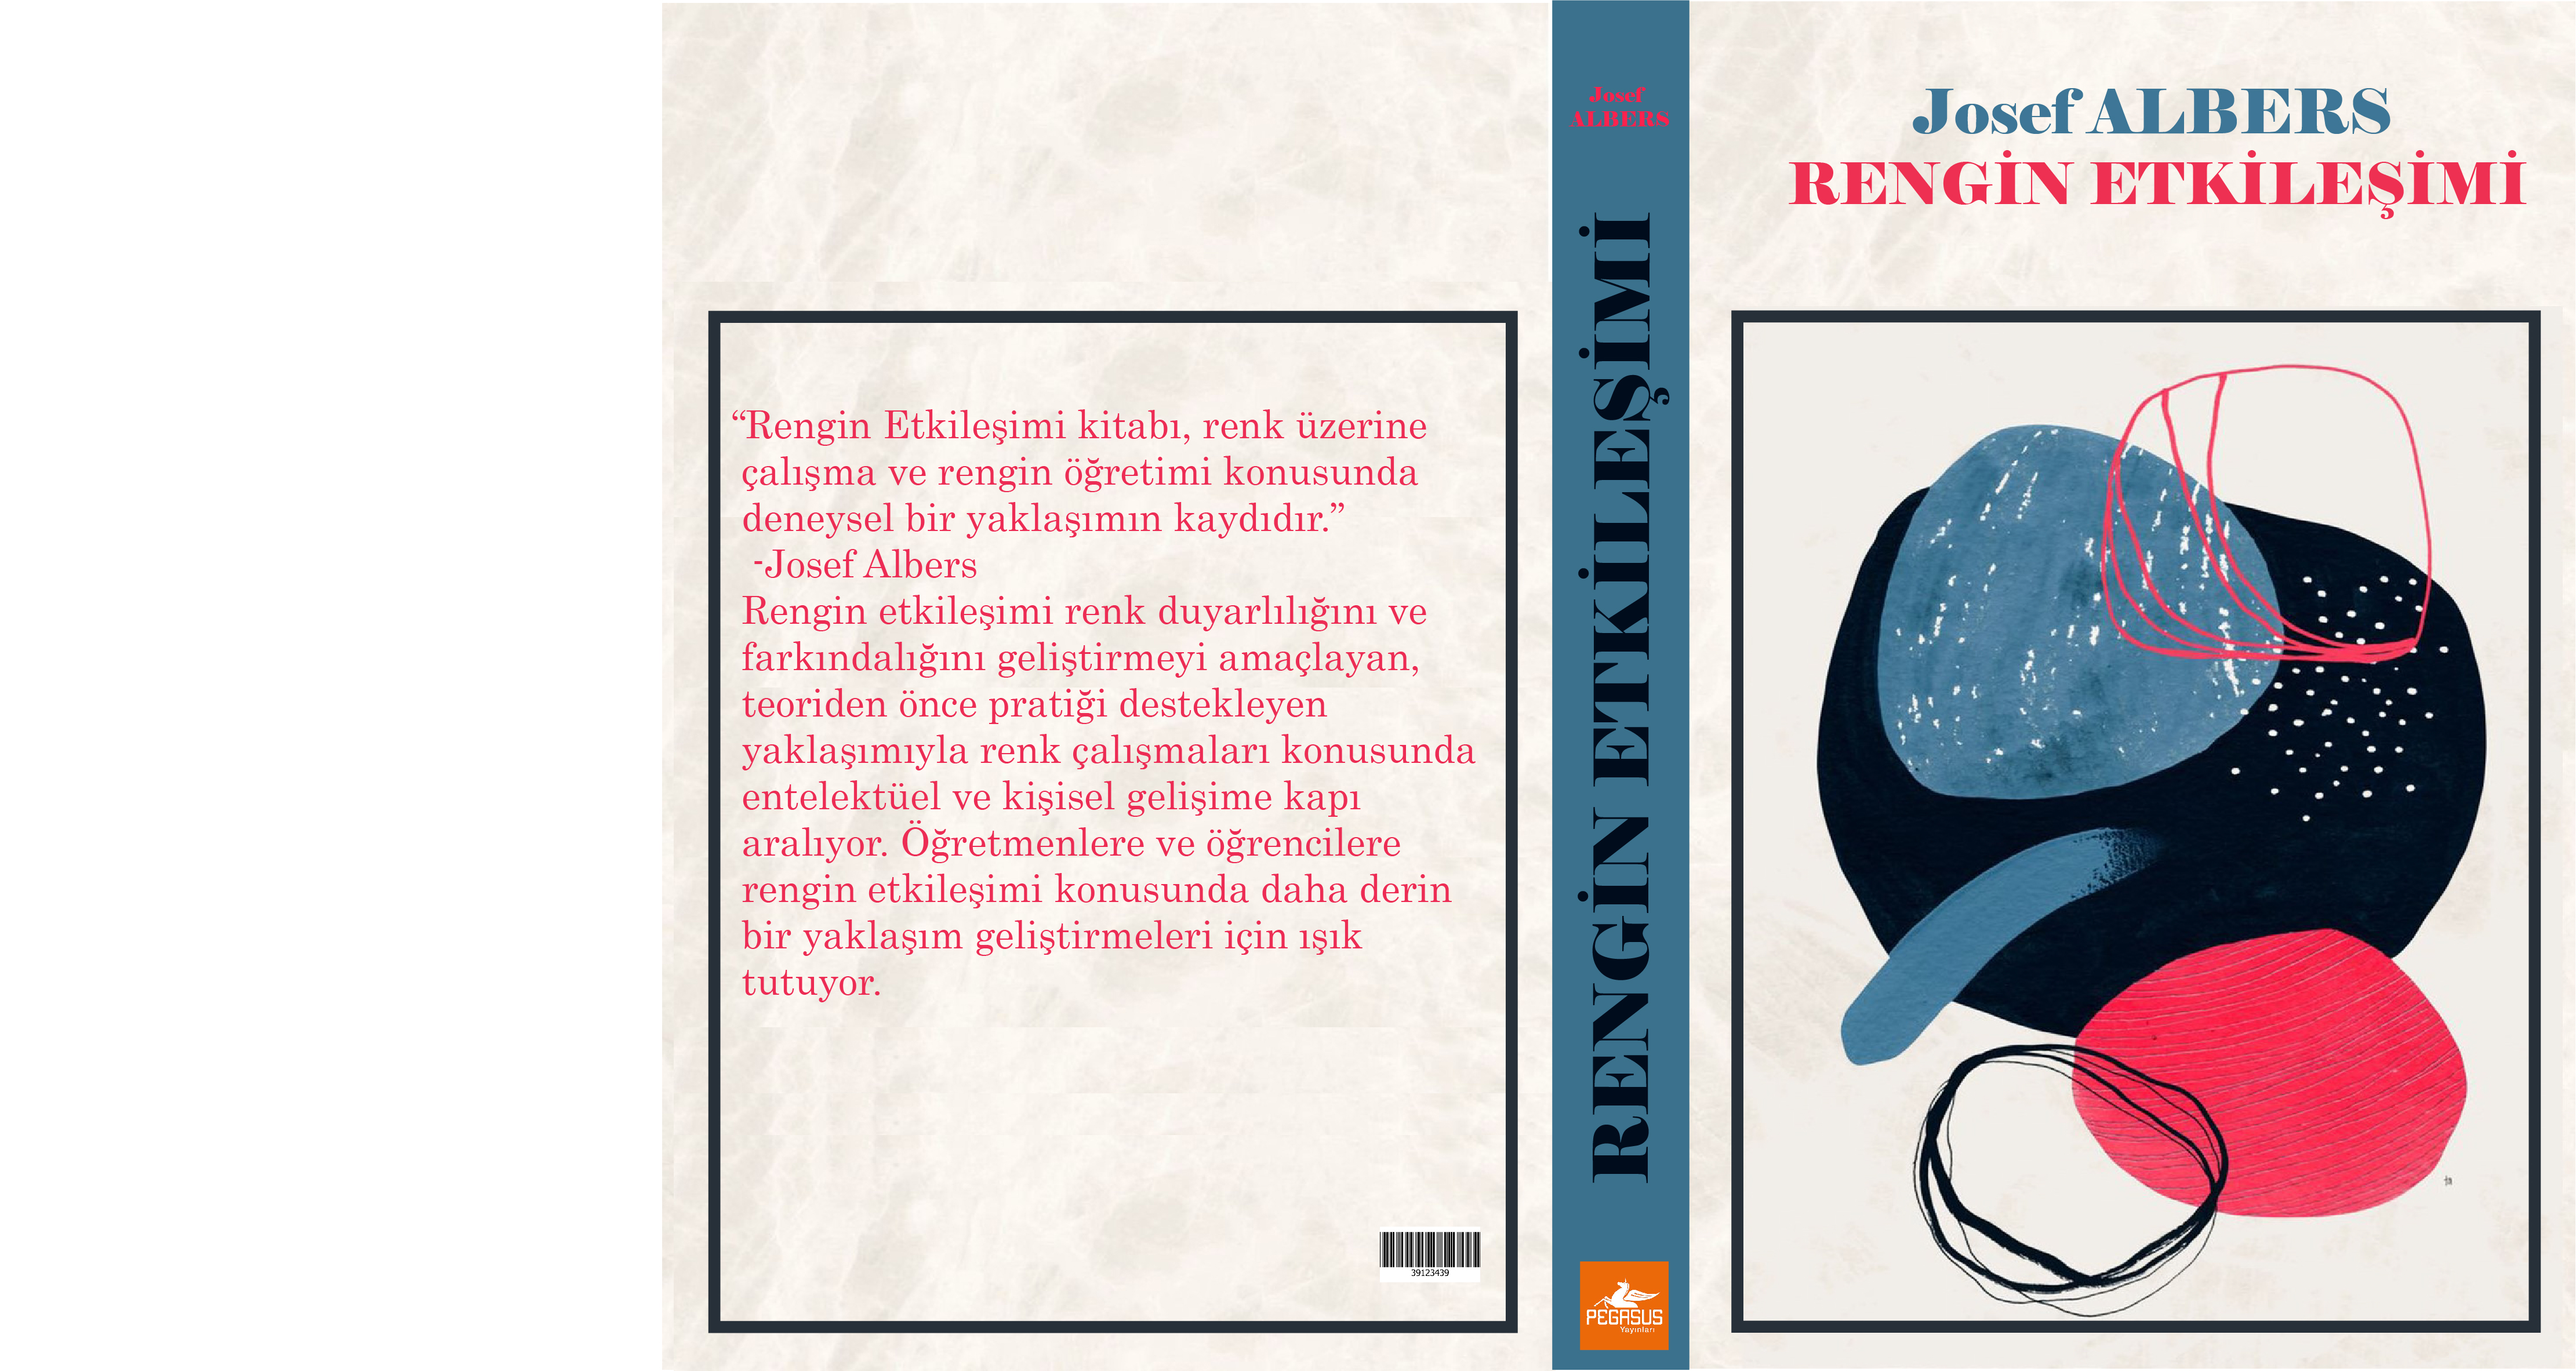 “Rengin Etkileşimi kitabı, renk üzerine
çalışma ve rengin öğretimi konusunda
deneysel bir yaklaşımın kaydıdır.”
-Josef Albers
Rengin etkileşimi renk duyarlılığını ve
farkındalığını geliştirmeyi amaçlayan,
teoriden önce pratiği destekleyen
yaklaşımıyla renk çalışmaları konusunda
entelektüel ve kişisel gelişime kapı
aralıyor. Öğretmenlere ve öğrencilere
rengin etkileşimi konusunda daha derin
bir yaklaşım geliştirmeleri için ışık
tutuyor.
39123439
Josef
ALBERS
RENGİN ETKİLEŞİMİ
PEGASUS
Yayınları
Josef ALBERS
RENGİN ETKİLEŞİMİ